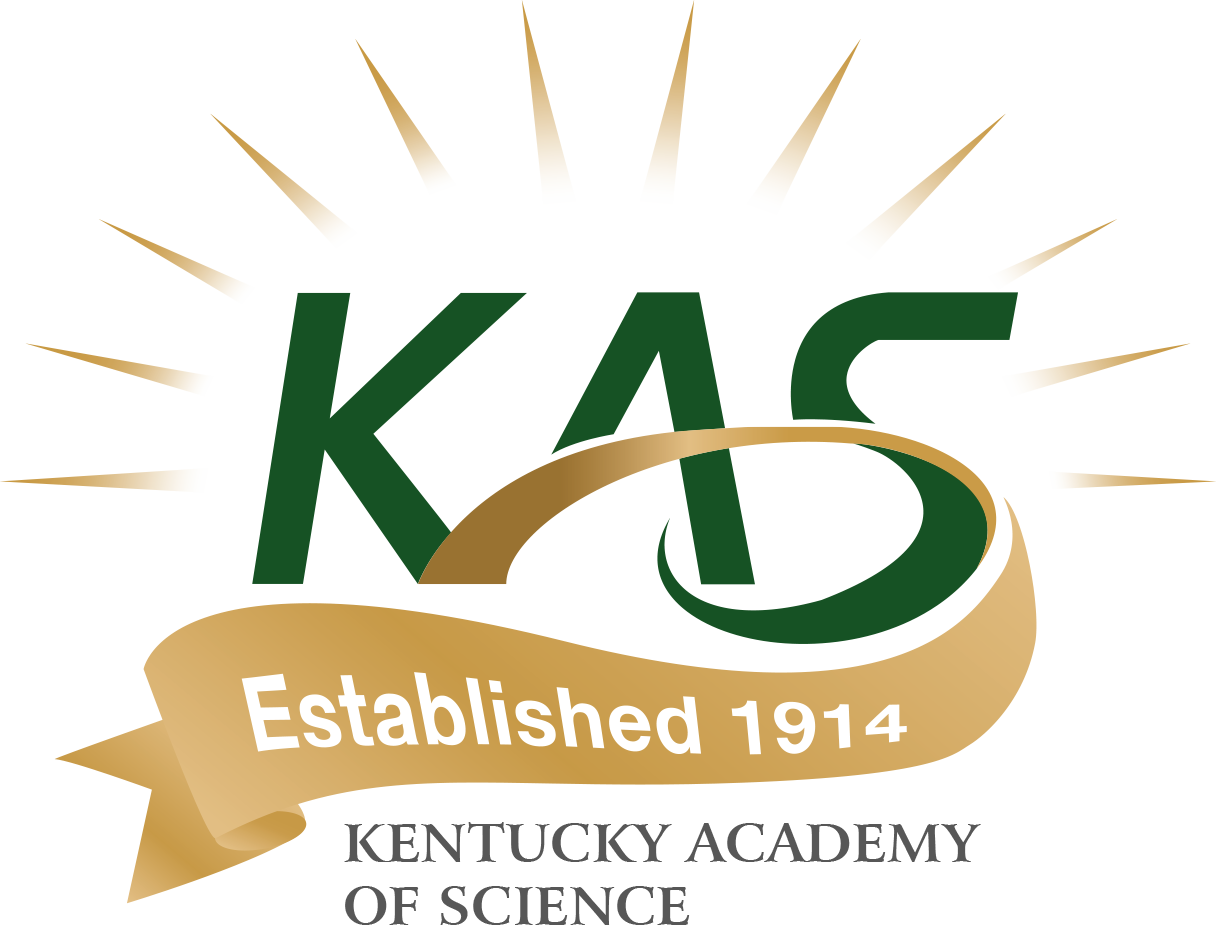 KAS
Established 1914
KENTUCKY ACADEMY
OF SCIENCE